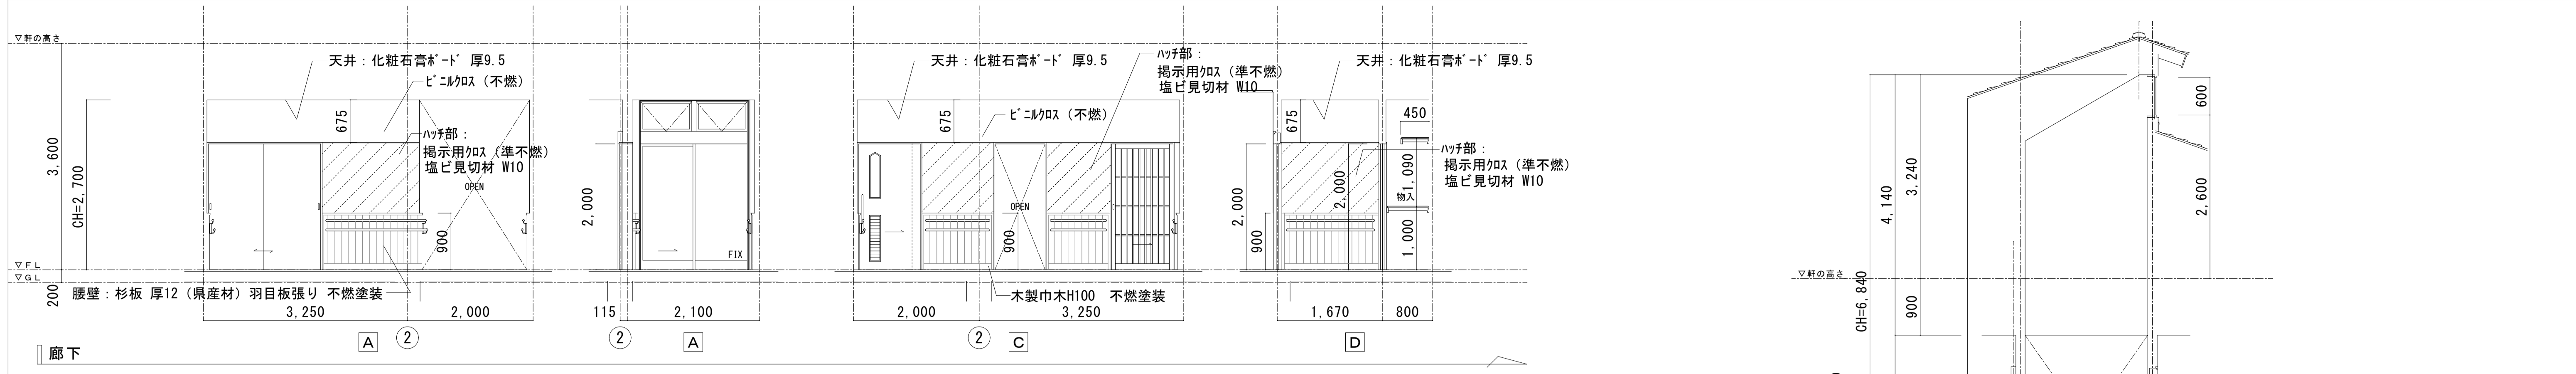 ▽軒の高さ
天井：化粧石膏ﾎﾞｰﾄﾞ 厚9.5
ﾋﾞﾆﾙｸﾛｽ（不燃）
675
ﾊｯﾁ部：
掲示用ｸﾛｽ（準不燃）
塩ビ見切材 W10
OPEN
3,600
CH=2,700
900
▽ＦＬ
▽ＧＬ
200
腰壁：杉板 厚12（県産材）羽目板張り 不燃塗装
3,250
2,000
A
2
2,000
FIX
115
2,100
2
A
天井：化粧石膏ﾎﾞｰﾄﾞ 厚9.5
ﾊｯﾁ部：
掲示用ｸﾛｽ（準不燃）
塩ビ見切材 W10
675
ﾋﾞﾆﾙｸﾛｽ（不燃）
OPEN
900
木製巾木H100　不燃塗装
2,000
3,250
2
C
天井：化粧石膏ﾎﾞｰﾄﾞ 厚9.5
675
450
ﾊｯﾁ部：
掲示用ｸﾛｽ（準不燃）
塩ビ見切材 W10
2,000
900
2,000
1,090
物入
1,000
1,670
800
D
廊下
600
2,600
3,240
4,140
▽軒の高さ
CH=6,840
900